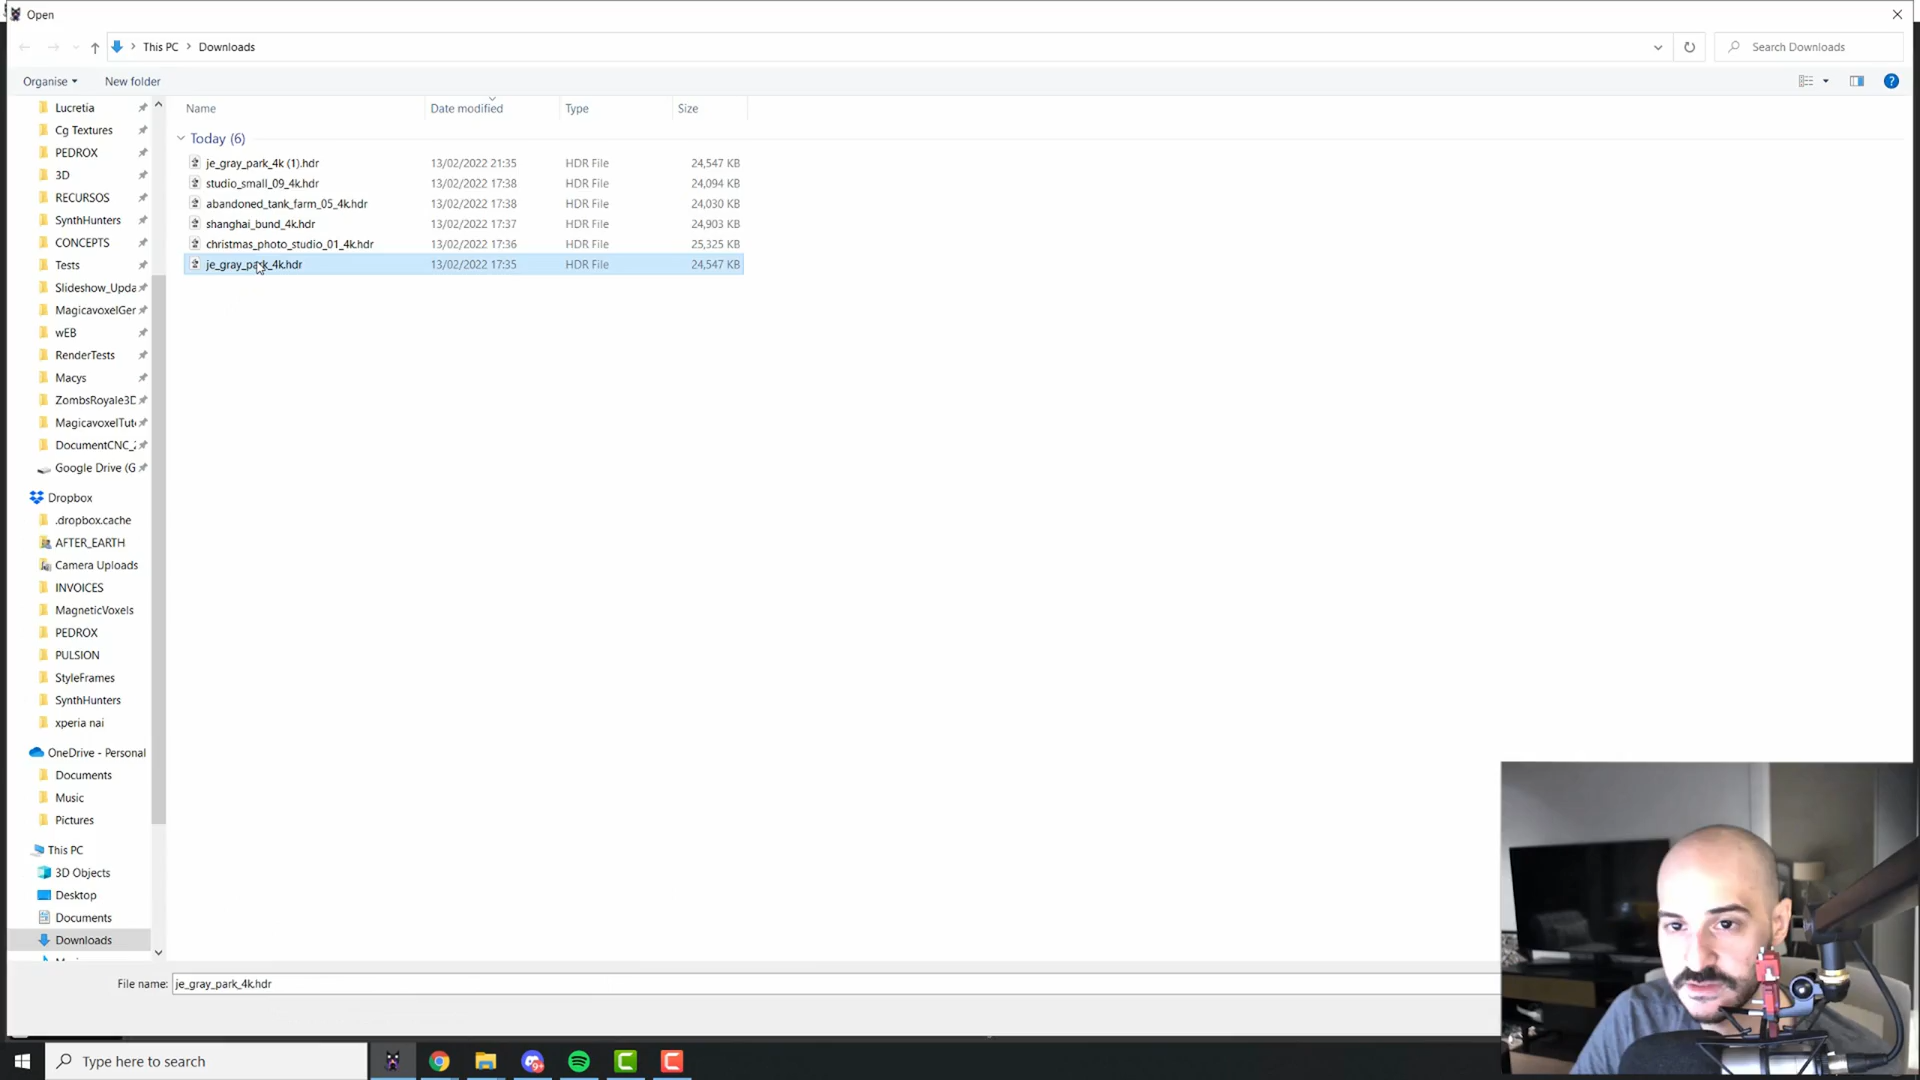 Open
This PC > Downloads
Search Downloads
Organise
New folder
Name
Date modified
Type
Size
Today (6)
je_gray_park_4k (1).hdr 13/02/2022 21:35 HDR File 24,547 KB
studio_small_09_4k.hdr 13/02/2022 17:38 HDR File 24,094 KB
abandoned_tank_farm_05_4k.hdr 13/02/2022 17:38 HDR File 24,030 KB
shanghai_bund_4k.hdr 13/02/2022 17:37 HDR File 24,903 KB
christmas_photo_studio_01_4k.hdr 13/02/2022 17:36 HDR File 25,325 KB
je_gray_park_4k.hdr 13/02/2022 17:35 HDR File 24,547 KB
Lucretia
Cg Textures
PEDROX
3D
RECURSOS
SynthHunters
CONCEPTS
Tests
Slideshow_Upda
MagicavoxelGer
wEB
RenderTests
Macys
ZombsRoyale3D
MagicavoxelTut
DocumentCNC_2
Google Drive (G
Dropbox
.dropbox.cache
AFTER_EARTH
Camera Uploads
INVOICES
MagneticVoxels
PEDROX
PULSION
StyleFrames
SynthHunters
xperia nai
OneDrive - Personal
Documents
Music
Pictures
This PC
3D Objects
Desktop
Documents
Downloads
File name: je_gray_park_4k.hdr
Type here to search